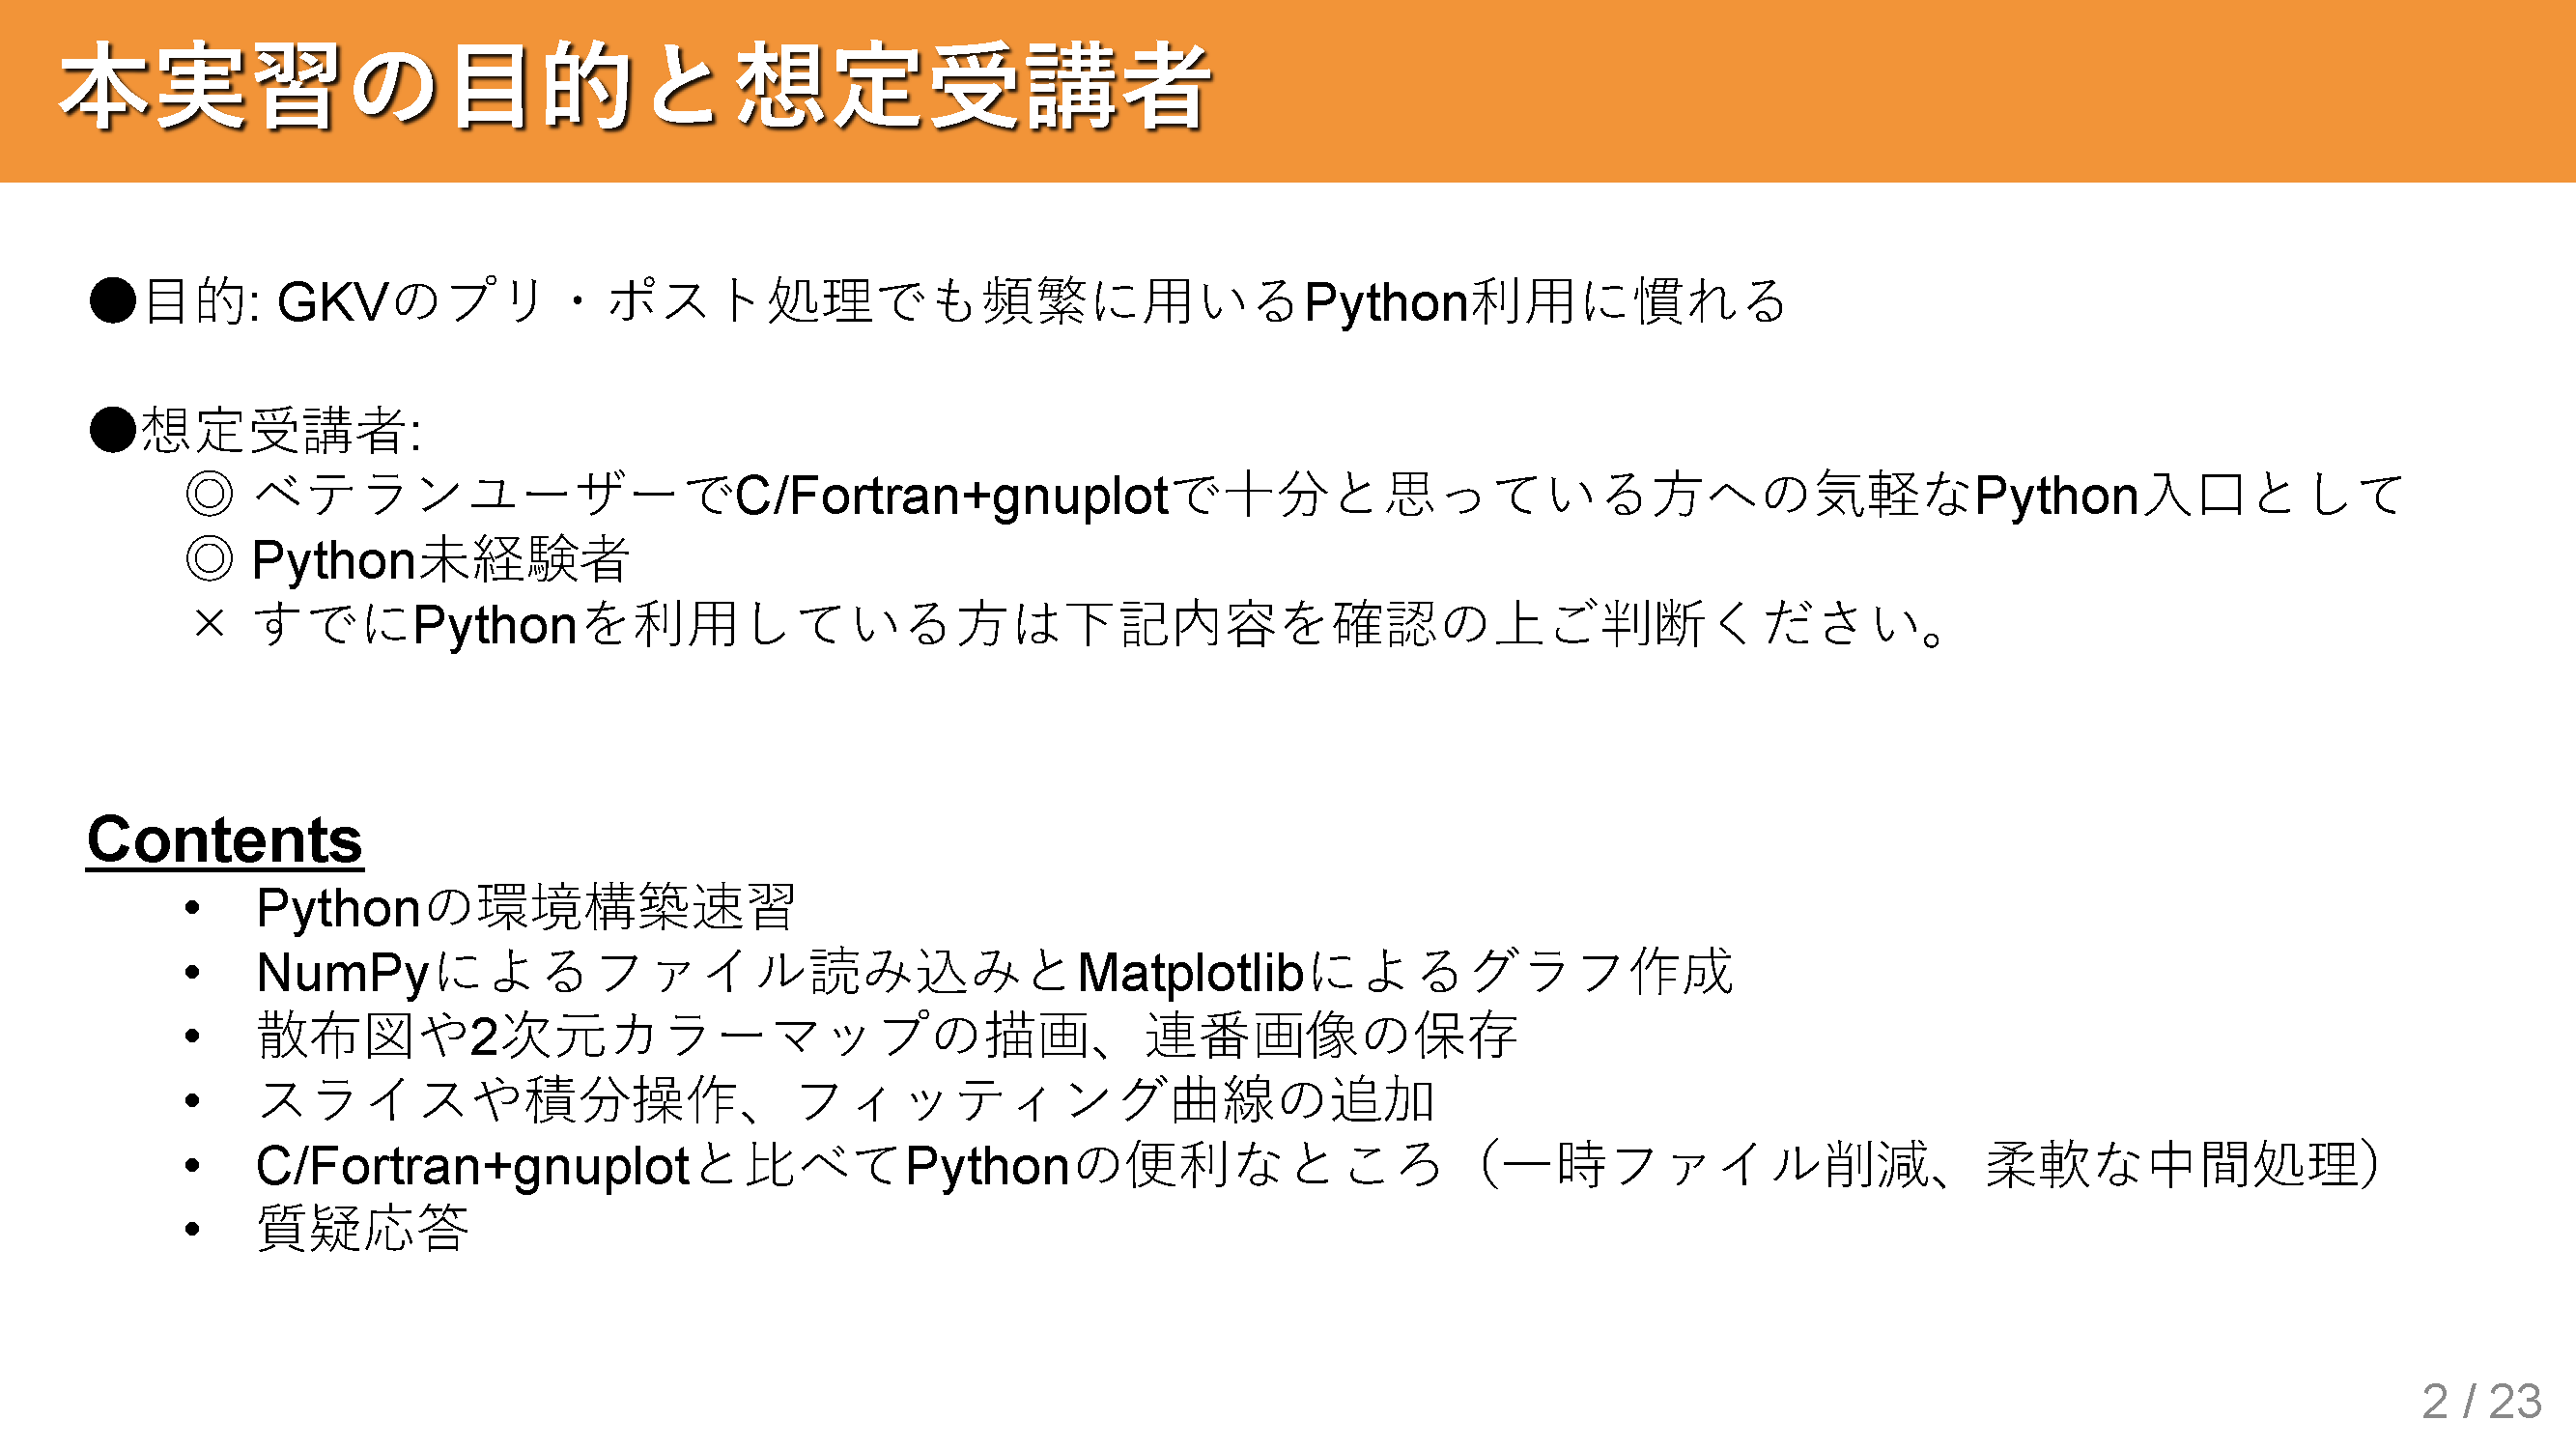 本実習の目的と想定受講者
●目的: GKVのプリ・ポスト処理でも頻繁に用いるPython利用に慣れる
●想定受講者:
◎ ベテランユーザーでC/Fortran+gnuplotで十分と思っている方への気軽なPython入口として
◎ Python未経験者
× すでにPythonを利用している方は下記内容を確認の上ご判断ください。
Contents
• Pythonの環境構築速習
• NumPyによるファイル読み込みとMatplotlibによるグラフ作成
• 散布図や2次元カラーマップの描画、連番画像の保存
• スライスや積分操作、フィッティング曲線の追加
• C/Fortran+gnuplotと比べてPythonの便利なところ（一時ファイル削減、柔軟な中間処理）
• 質疑応答
2 / 23